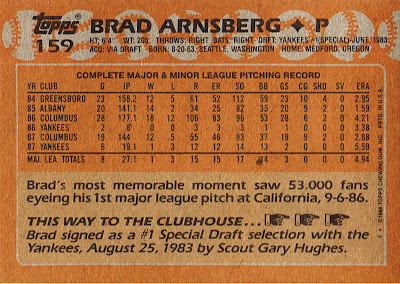 Topps BRAD ARNSBERG ✦ P
159 HT. 6'4" WT. 205 THROWS: RIGHT BATS: RIGHT DRFT: YANKEES #1(SPECIAL)-JUNE, 1983
ACQ: VIA DRAFT BORN: 8-20-63, SEATTLE, WASHINGTON HOME: MEDFORD, OREGON
COMPLETE MAJOR & MINOR LEAGUE PITCHING RECORD
YR CLUB G IP W L R ER SO BB GS CG SHO SV ERA
84 GREENSBORO 23 158.2 12 5 61 52 112 59 23 10 4 0 2.95
85 ALBANY 20 141.1 14 2 34 25 82 35 20 5 2 0 1.59
86 COLUMBUS 28 177.1 8 12 106 83 96 53 28 6 2 0
86 YANKEES 2 8.0 0 0 3 3 3 1 1 0 0 0
87 COLUMBUS 19 144 12 5 55 46 83 37 19 9 2 0 2.68
87 YANKEES 6 19.1 1 3 12 12 14 13 2 0 0 0 5.59
MAJ. LEA. TOTALS 8 27.1 1 3 15 15 17 14 3 0 0 0 4.94
Brad's most memorable moment saw 53,000 fans
eyeing his 1st major league pitch at California, 9-6-86.
THIS WAY TO THE CLUBHOUSE...
Brad signed as a #1 Special Draft selection with the
Yankees, August 25, 1983 by Scout Gary Hughes.
©1988 TOPPS CHEWING GUM, INC. PRTD. IN U.S.A.